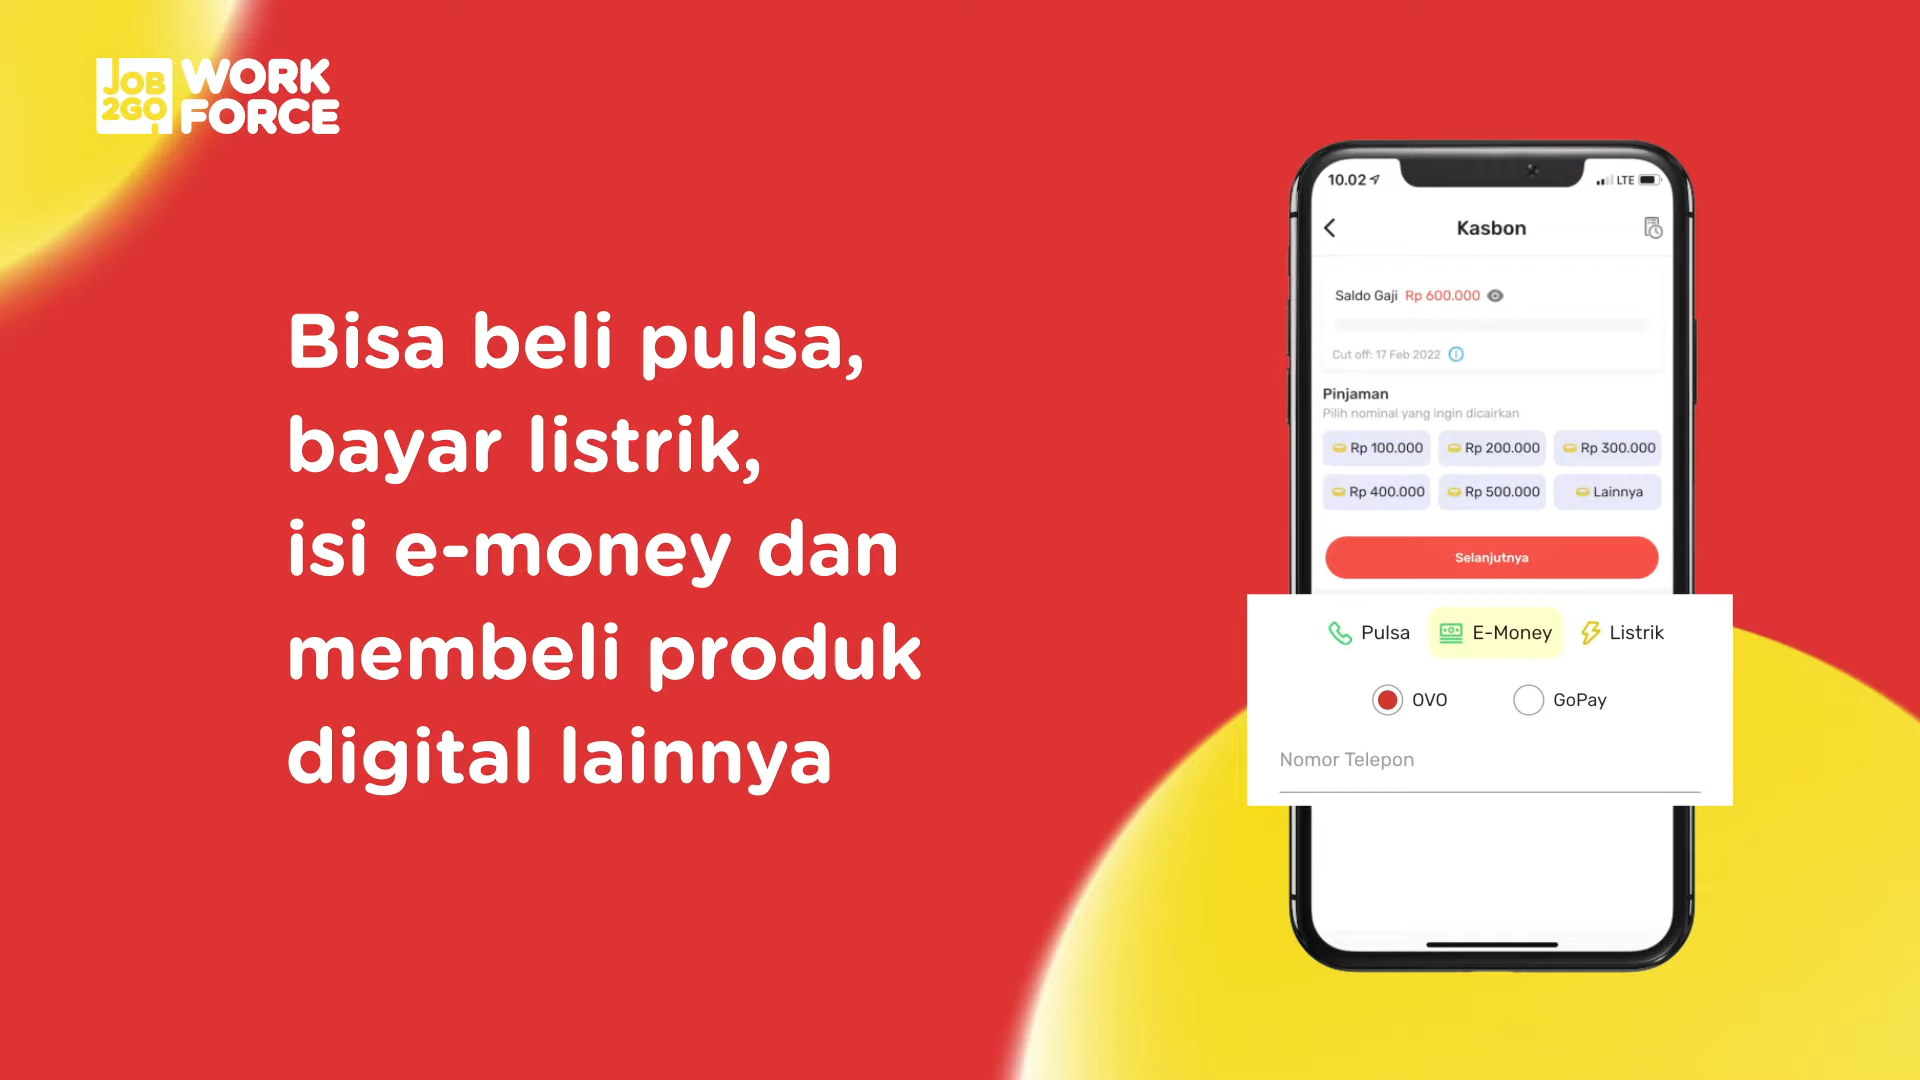 JOB
2GO
WORK
FORCE
Bisa beli pulsa,
bayar listrik,
isi e-money dan
membeli produk
digital lainnya
10.02
LTE
Kasbon
Saldo Gaji Rp 600.000
Cut off: 17 Feb 2022
Pinjaman
Pilih nominal yang ingin dicairkan
Rp 100.000 Rp 200.000 Rp 300.000
Rp 400.000 Rp 500.000 Lainnya
Selanjutnya
Pulsa E-Money Listrik
OVO GoPay
Nomor Telepon